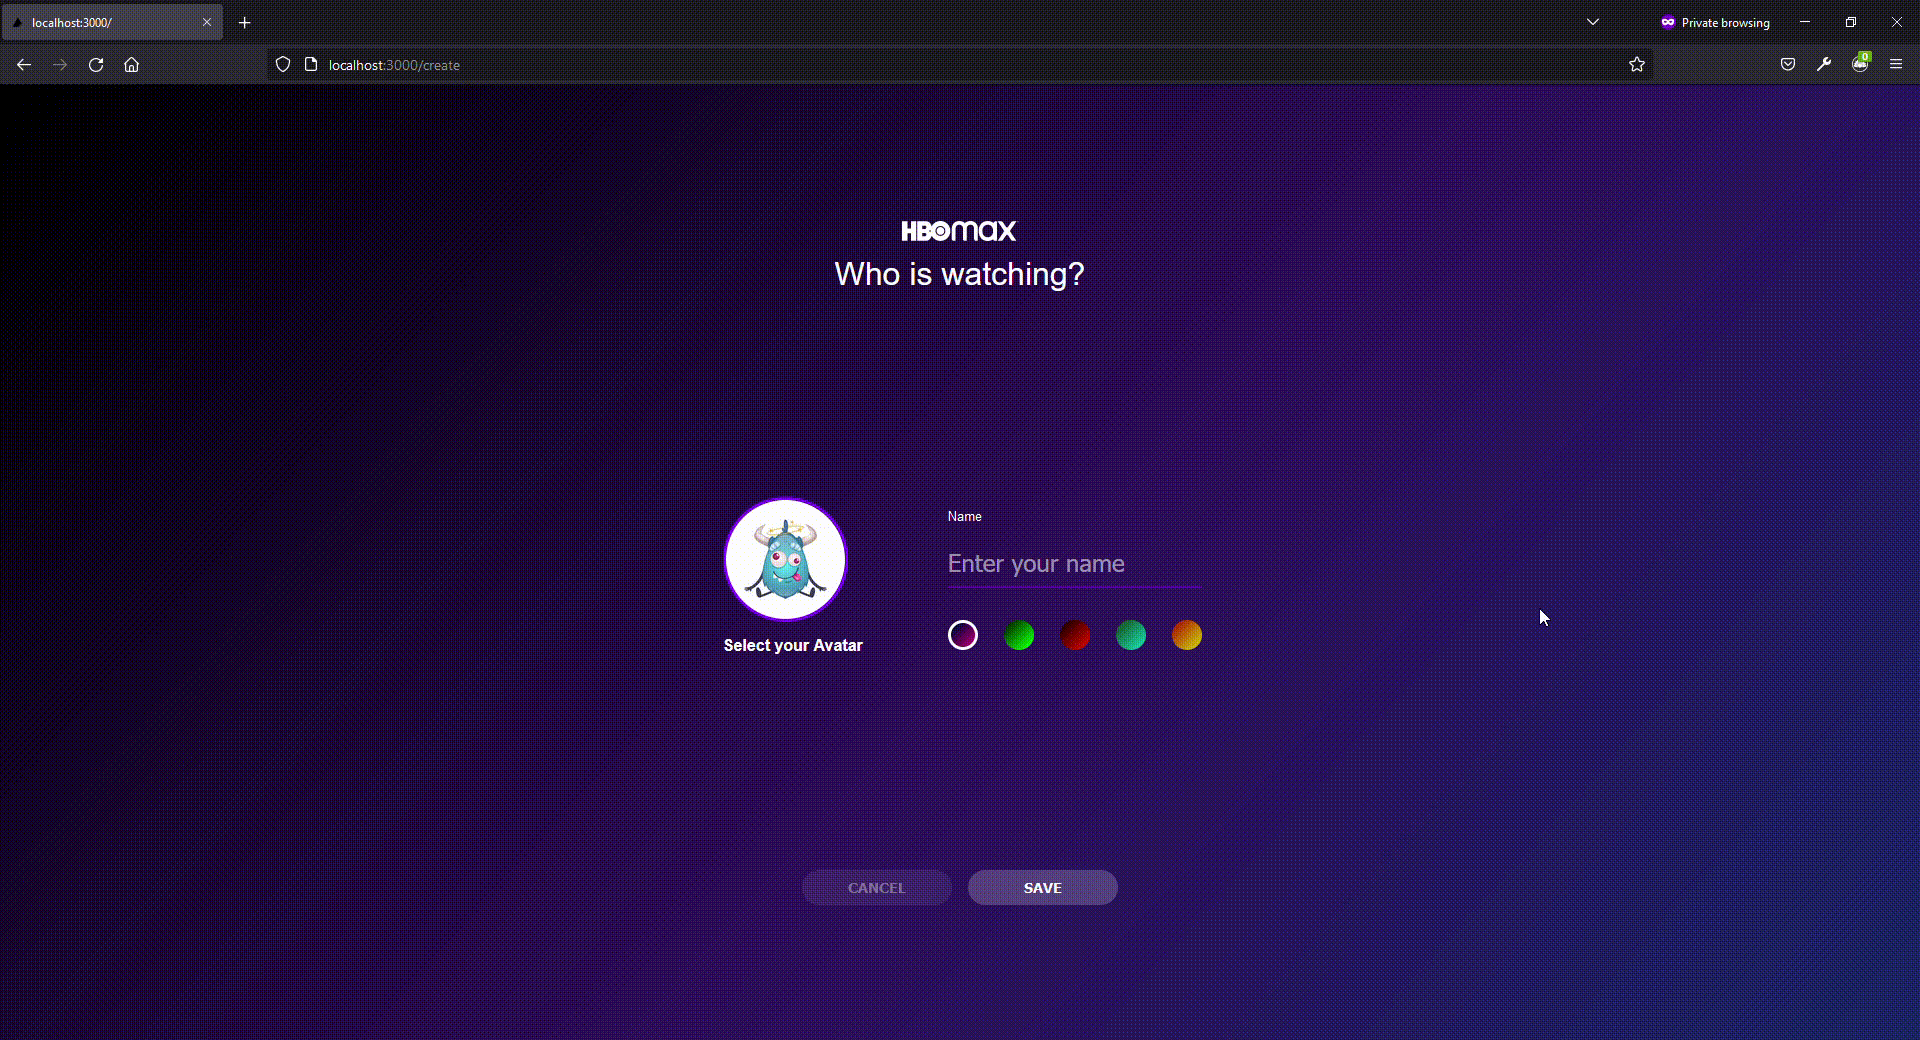 localhost:3000/
Private browsing
localhost:3000/create
0
HBOmax
Who is watching?
Name
Enter your name
Select your Avatar
CANCEL
SAVE